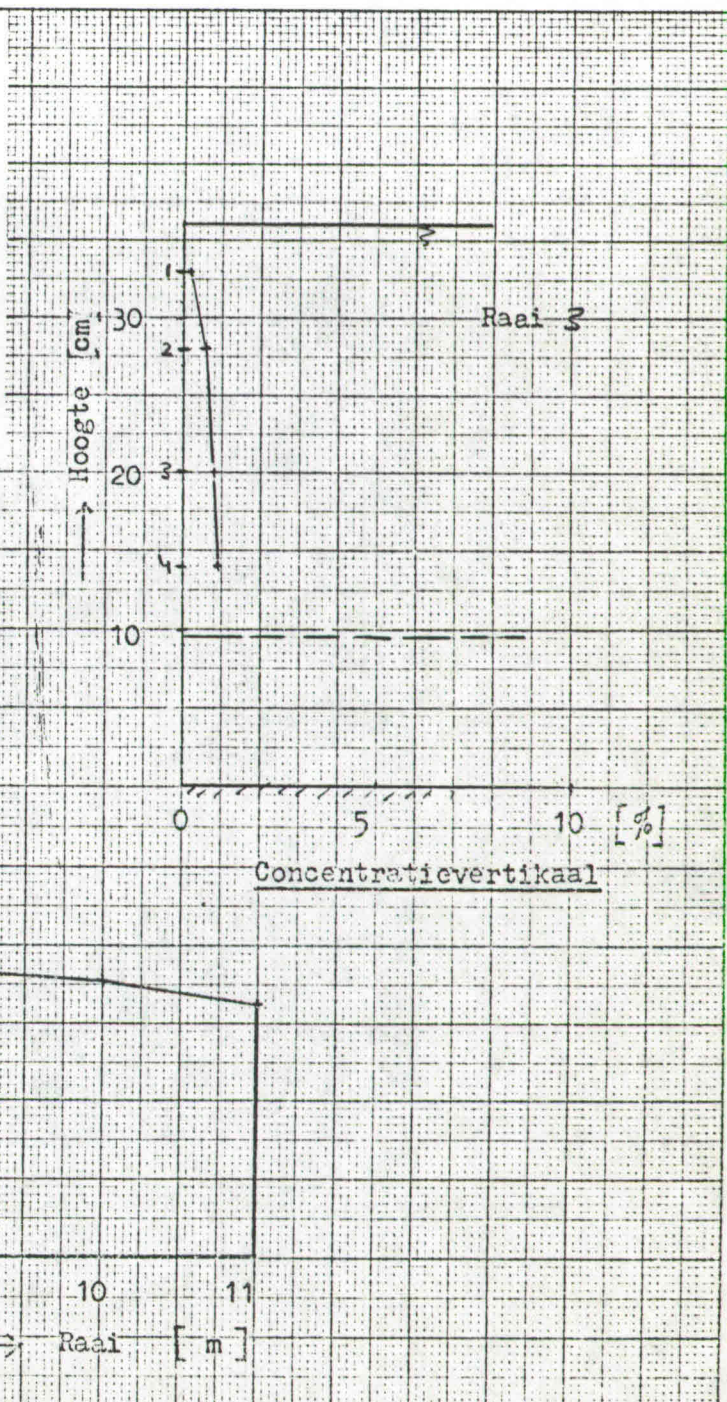 1
30
Raai 3
2
→ Hoogte [cm]
20
3
4
10
0 5 10 [%]
Concentratievertikaal
10 11
→ Raai [m]